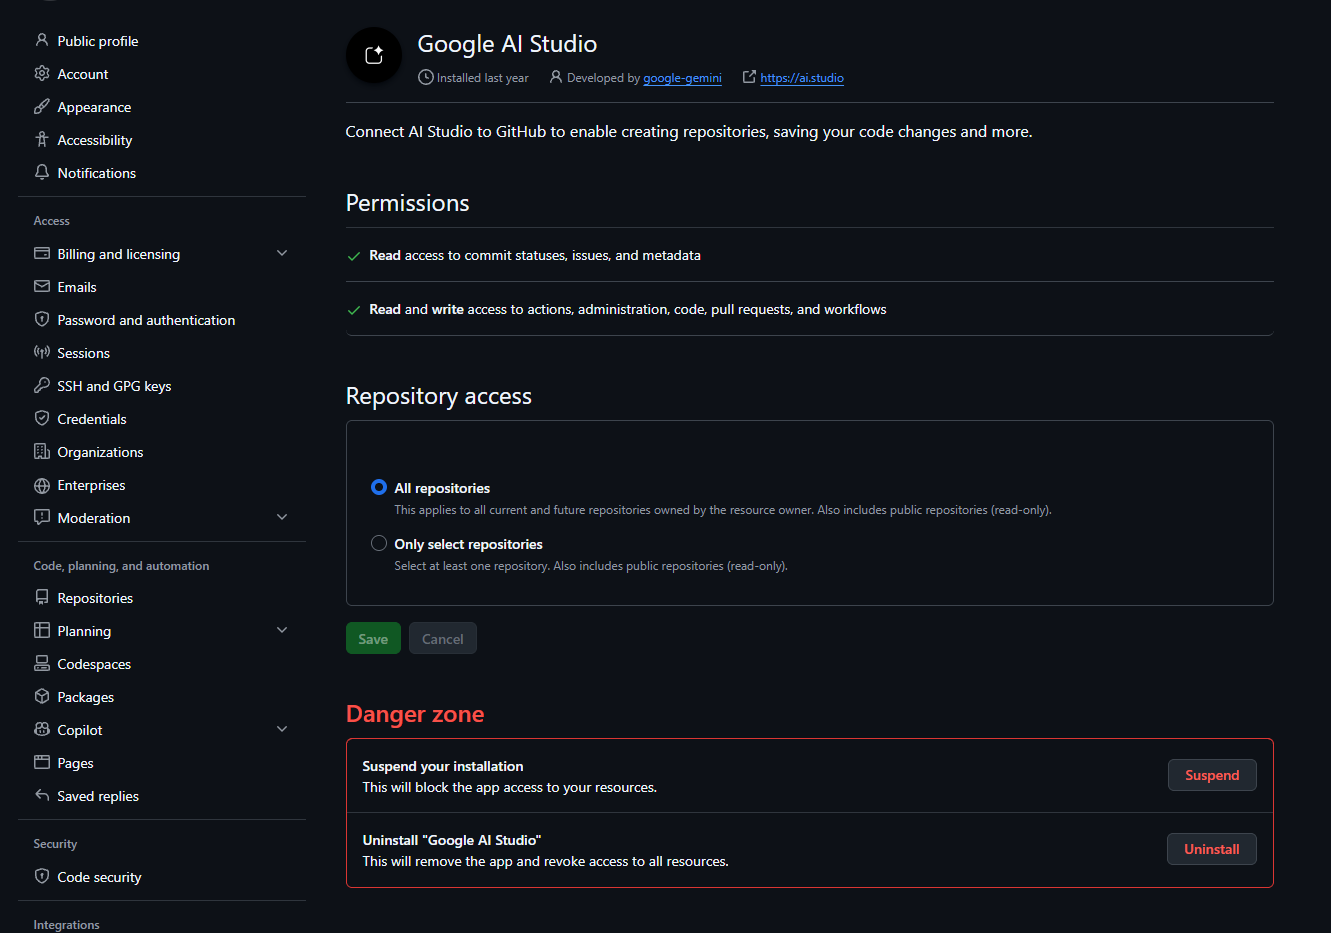 Public profile
Account
Appearance
Accessibility
Notifications
Access
Billing and licensing
Emails
Password and authentication
Sessions
SSH and GPG keys
Credentials
Organizations
Enterprises
Moderation
Code, planning, and automation
Repositories
Planning
Codespaces
Packages
Copilot
Pages
Saved replies
Security
Code security
Integrations
Google AI Studio
Installed last year Developed by google-gemini https://ai.studio
Connect AI Studio to GitHub to enable creating repositories, saving your code changes and more.
Permissions
Read access to commit statuses, issues, and metadata
Read and write access to actions, administration, code, pull requests, and workflows
Repository access
All repositories
This applies to all current and future repositories owned by the resource owner. Also includes public repositories (read-only).
Only select repositories
Select at least one repository. Also includes public repositories (read-only).
Save Cancel
Danger zone
Suspend your installation
This will block the app access to your resources.
Suspend
Uninstall "Google AI Studio"
This will remove the app and revoke access to all resources.
Uninstall